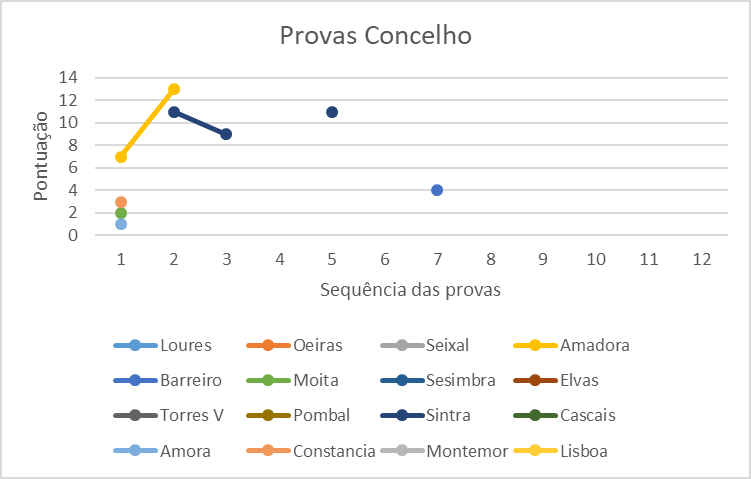 Provas Concelho
Pontuação
14
12
10
8
6
4
2
0
1 2 3 4 5 6 7 8 9 10 11 12
Sequência das provas
Loures Oeiras Seixal Amadora
Barreiro Moita Sesimbra Elvas
Torres V Pombal Sintra Cascais
Amora Constancia Montemor Lisboa